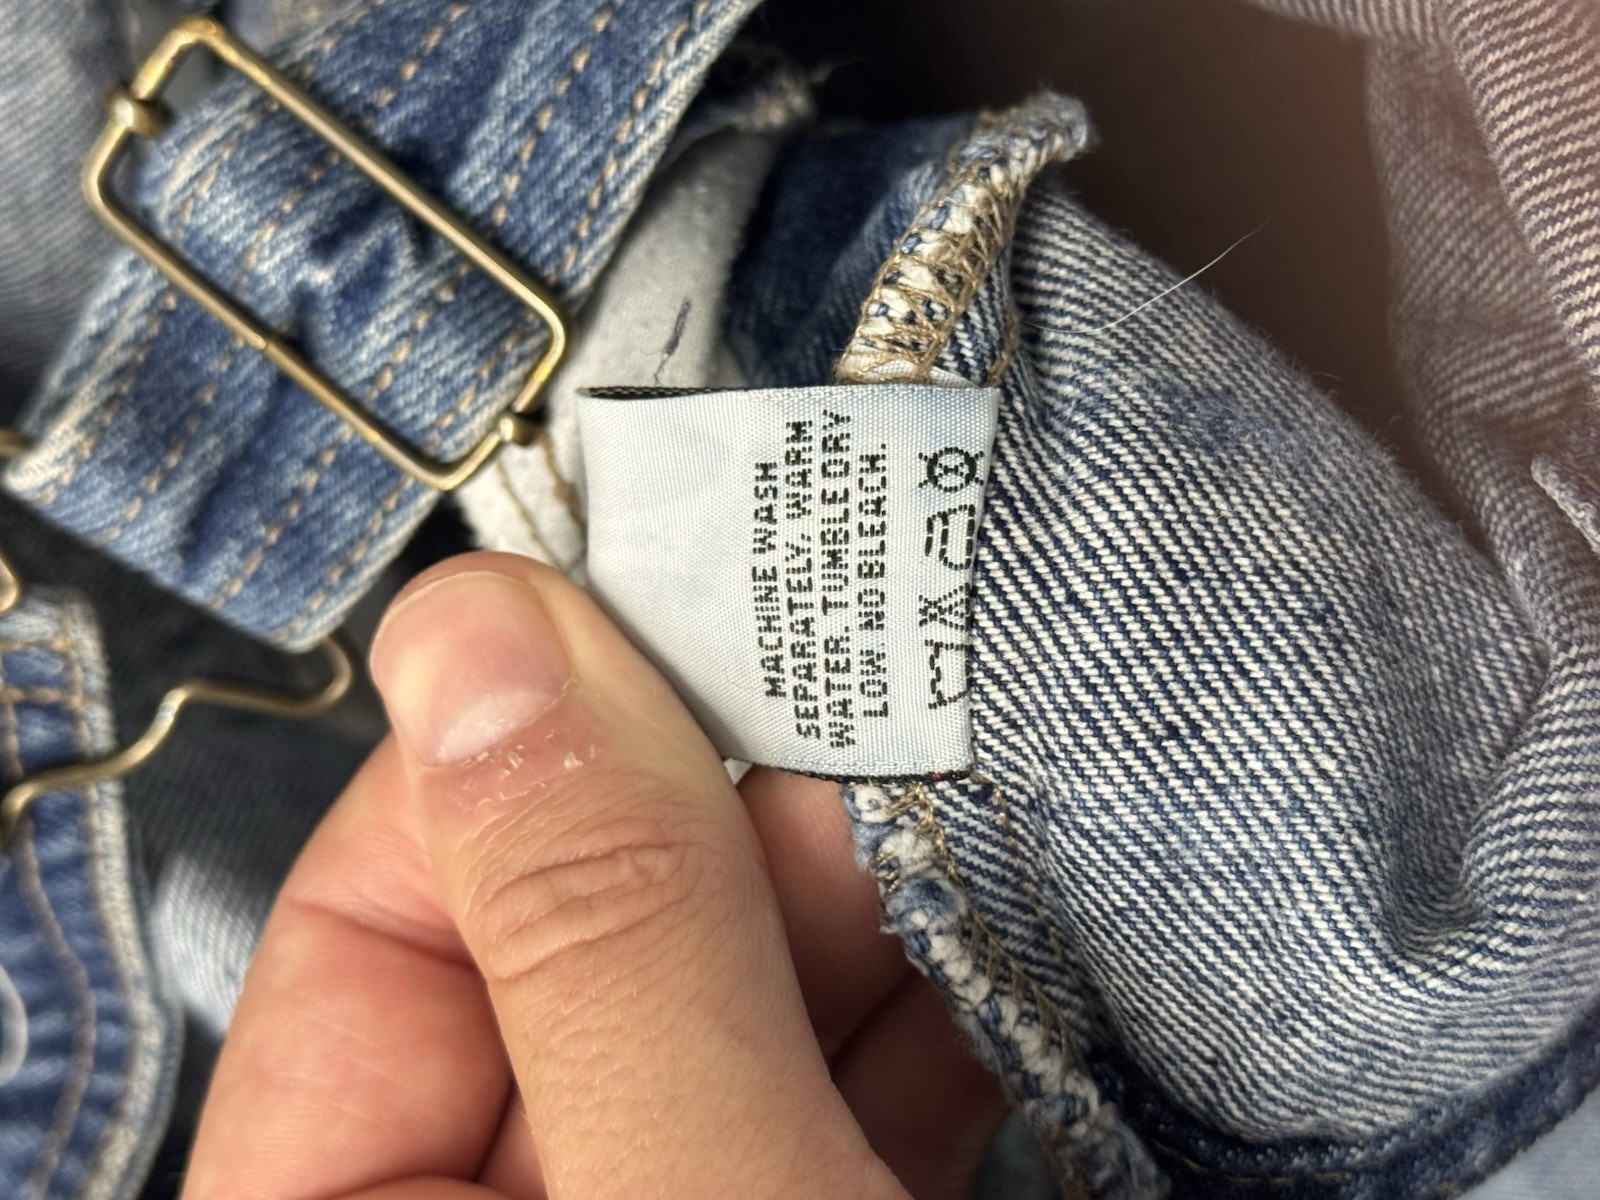 MACHINE WASH
SEPARATELY. WARM
WATER. TUMBLE DRY
LOW NO BLEACH.